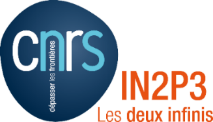 cnrs
dépasser les frontières
IN2P3
Les deux infinis